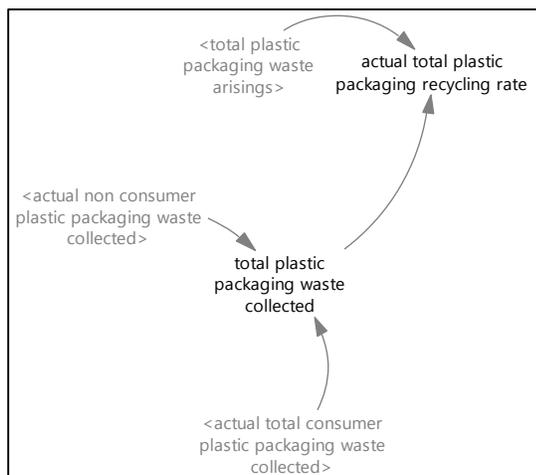 <total plastic
packaging waste
arisings>
actual total plastic
packaging recycling rate
<actual non consumer
plastic packaging waste
collected>
total plastic
packaging waste
collected
<actual total consumer
plastic packaging waste
collected>